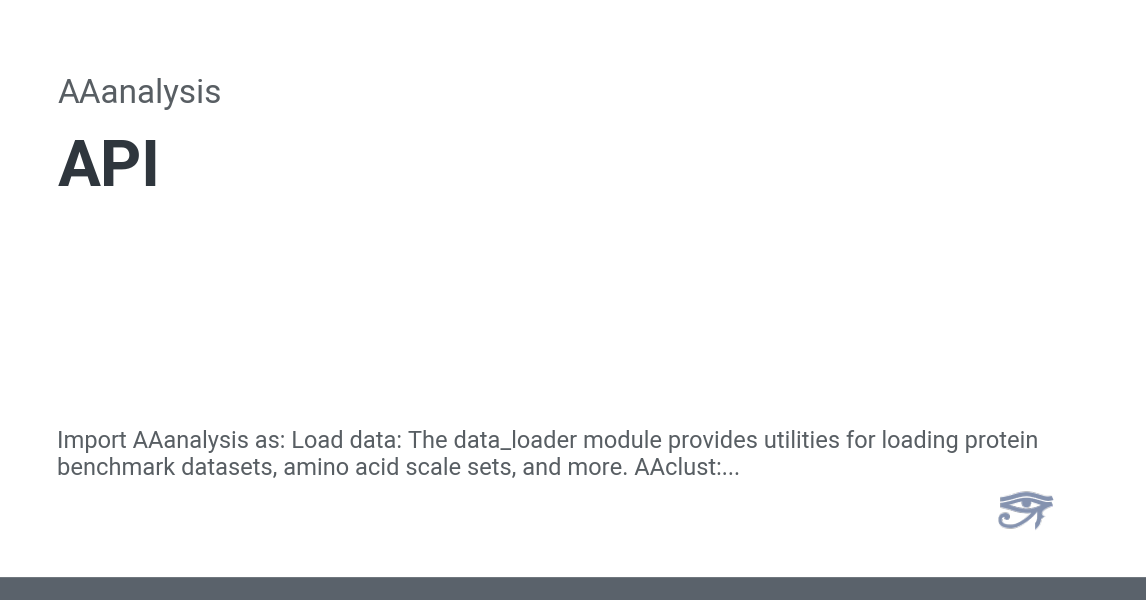 AAanalysis
API
Import AAanalysis as: Load data: The data_loader module provides utilities for loading protein
benchmark datasets, amino acid scale sets, and more. AAclust:...